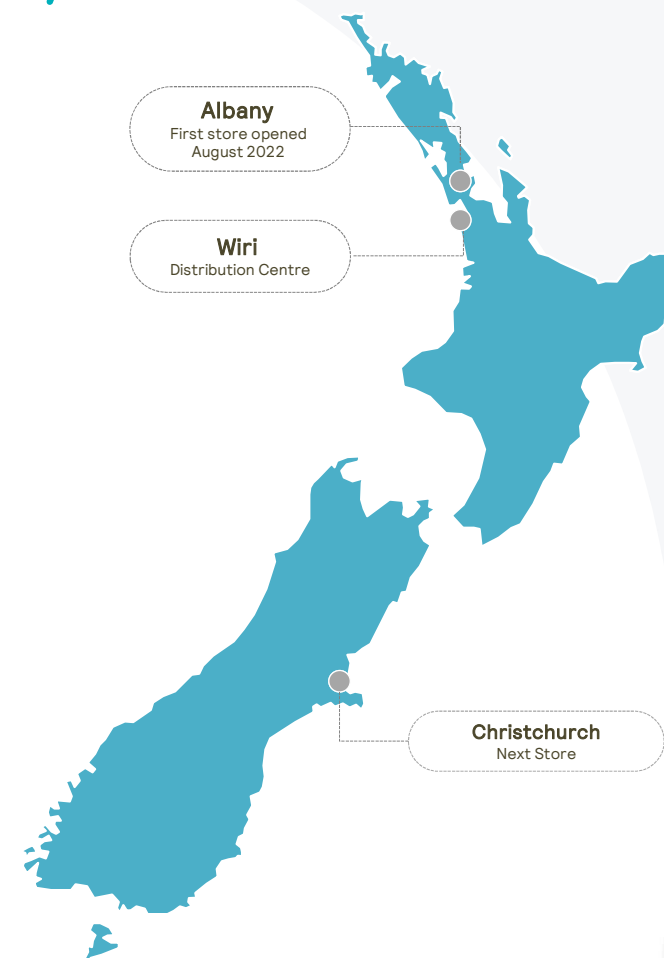 Albany
First store opened
August 2022
Wiri
Distribution Centre
Christchurch
Next Store